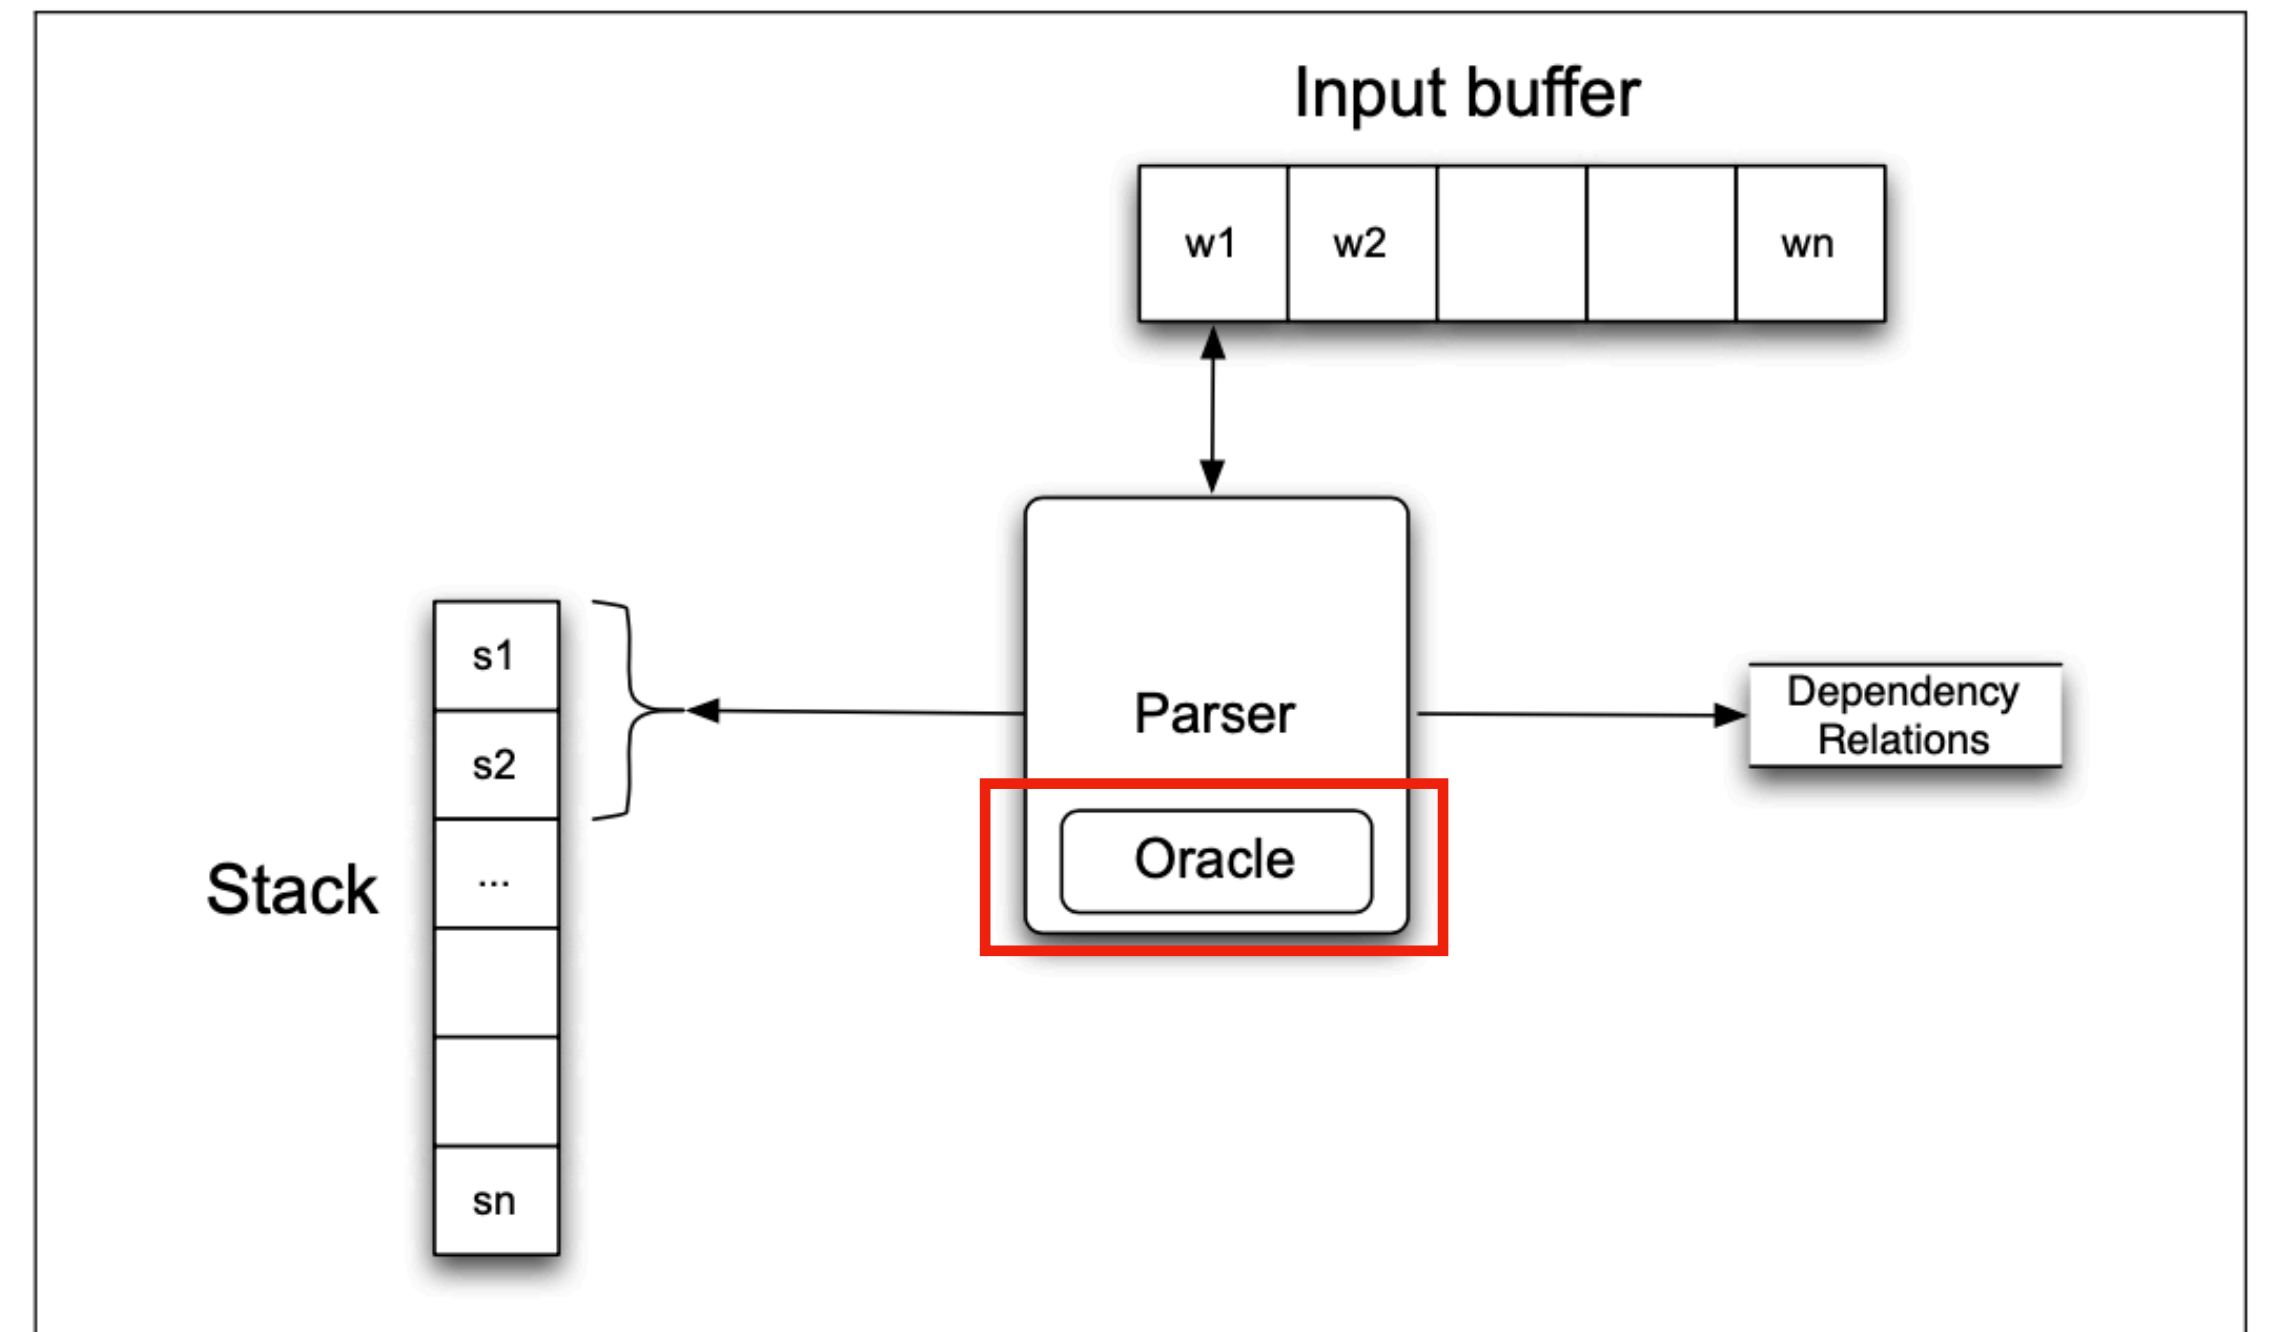 Input buffer
w1 w2 wn
s1
s2
...
sn
Stack
Parser
Oracle
Dependency
Relations